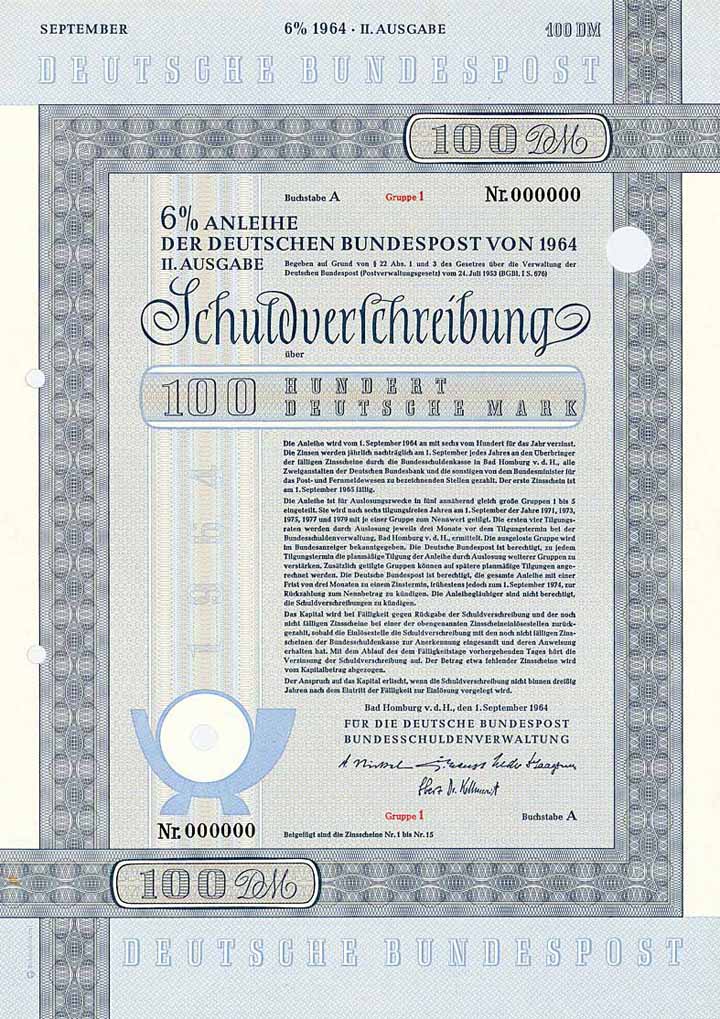 SEPTEMBER 6% 1964 · II. AUSGABE 100 DM
DEUTSCHE BUNDESPOST
100 DM
Buchstabe A Gruppe 1 Nr. 000000
6% ANLEIHE
DER DEUTSCHEN BUNDESPOST VON 1964
II. AUSGABE Begeben auf Grund von § 22 Abs. 1 und 3 des Gesetzes über die Verwaltung der
Deutschen Bundespost (Postverwaltungsgesetz) vom 24. Juli 1953 (BGBl. I S. 676)
Schuldverschreibung
über
100 HUNDERT
DEUTSCHE MARK
Die Anleihe wird vom 1. September 1964 an mit sechs vom Hundert für das Jahr verzinst.
Die Zinsen werden jährlich nachträglich am 1. September jedes Jahres an den Überbringer
der fälligen Zinsscheine durch die Bundesschuldenkasse in Bad Homburg v. d. H., alle
Zweiganstalten der Deutschen Bundesbank und die sonstigen von dem Bundesminister für
das Post- und Fernmeldewesen zu bezeichnenden Stellen gezahlt. Der erste Zinsschein ist
am 1. September 1965 fällig.
Die Anleihe ist für Auslosungszwecke in fünf annähernd gleich große Gruppen 1 bis 5
eingeteilt. Sie wird nach sechs tilgungsfreien Jahren am 1. September der Jahre 1971, 1973,
1975, 1977 und 1979 mit je einer Gruppe zum Nennwert getilgt. Die ersten vier Tilgungs-
raten werden durch Auslosung jeweils drei Monate vor dem Tilgungstermin bei der
Bundesschuldenverwaltung, Bad Homburg v. d. H., ermittelt. Die ausgeloste Gruppe wird
im Bundesanzeiger bekanntgegeben. Die Deutsche Bundespost ist berechtigt, zu jedem
Tilgungstermin die planmäßige Tilgung der Anleihe durch Auslosung weiterer Gruppen zu
verstärken. Zusätzlich getilgte Gruppen können auf spätere planmäßige Tilgungen ange-
rechnet werden. Die Deutsche Bundespost ist berechtigt, die gesamte Anleihe mit einer
Frist von drei Monaten zu einem Zinstermin, frühestens jedoch zum 1. September 1974, zur
Rückzahlung zum Nennbetrag zu kündigen. Die Anleihegläubiger sind nicht berechtigt,
die Schuldverschreibungen zu kündigen.
Das Kapital wird bei Fälligkeit gegen Rückgabe der Schuldverschreibung und der noch
nicht fälligen Zinsscheine bei einer der obengenannten Zinsscheineinlösestellen zurück-
gezahlt, sobald die Einlösestelle die Schuldverschreibung mit den noch nicht fälligen Zins-
scheinen der Bundesschuldenkasse zur Anerkennung eingesandt und deren Anweisung
erhalten hat. Mit dem Ablauf des dem Fälligkeitstage vorhergehenden Tages hört die
Verzinsung der Schuldverschreibung auf. Der Betrag etwa fehlender Zinsscheine wird
vom Kapitalbetrag abgezogen.
Der Anspruch auf das Kapital erlischt, wenn die Schuldverschreibung nicht binnen dreißig
Jahren nach dem Eintritt der Fälligkeit zur Einlösung vorgelegt wird.
1964
Bad Homburg v. d. H., den 1. September 1964
FÜR DIE DEUTSCHE BUNDESPOST
BUNDESSCHULDENVERWALTUNG
Gruppe 1 Buchstabe A
Nr. 000000 Beigefügt sind die Zinsscheine Nr. 1 bis Nr. 15
100 DM
DEUTSCHE BUNDESPOST